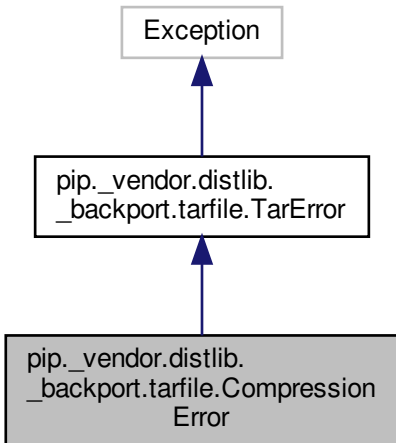 Exception
pip._vendor.distlib.
_backport.tarfile.TarError
pip._vendor.distlib.
_backport.tarfile.Compression
Error